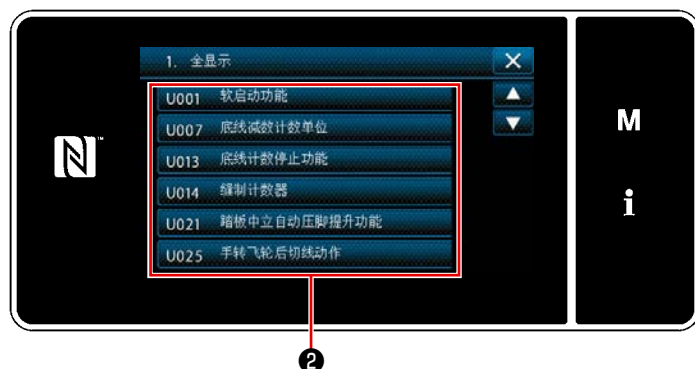 1. 全显示
U001 软启动功能
U007 底线减数计数单位
U013 底线计数停止功能
U014 缝制计数器
U021 踏板中立自动压脚提升功能
U025 手转飞轮后切线动作
M
i
❷